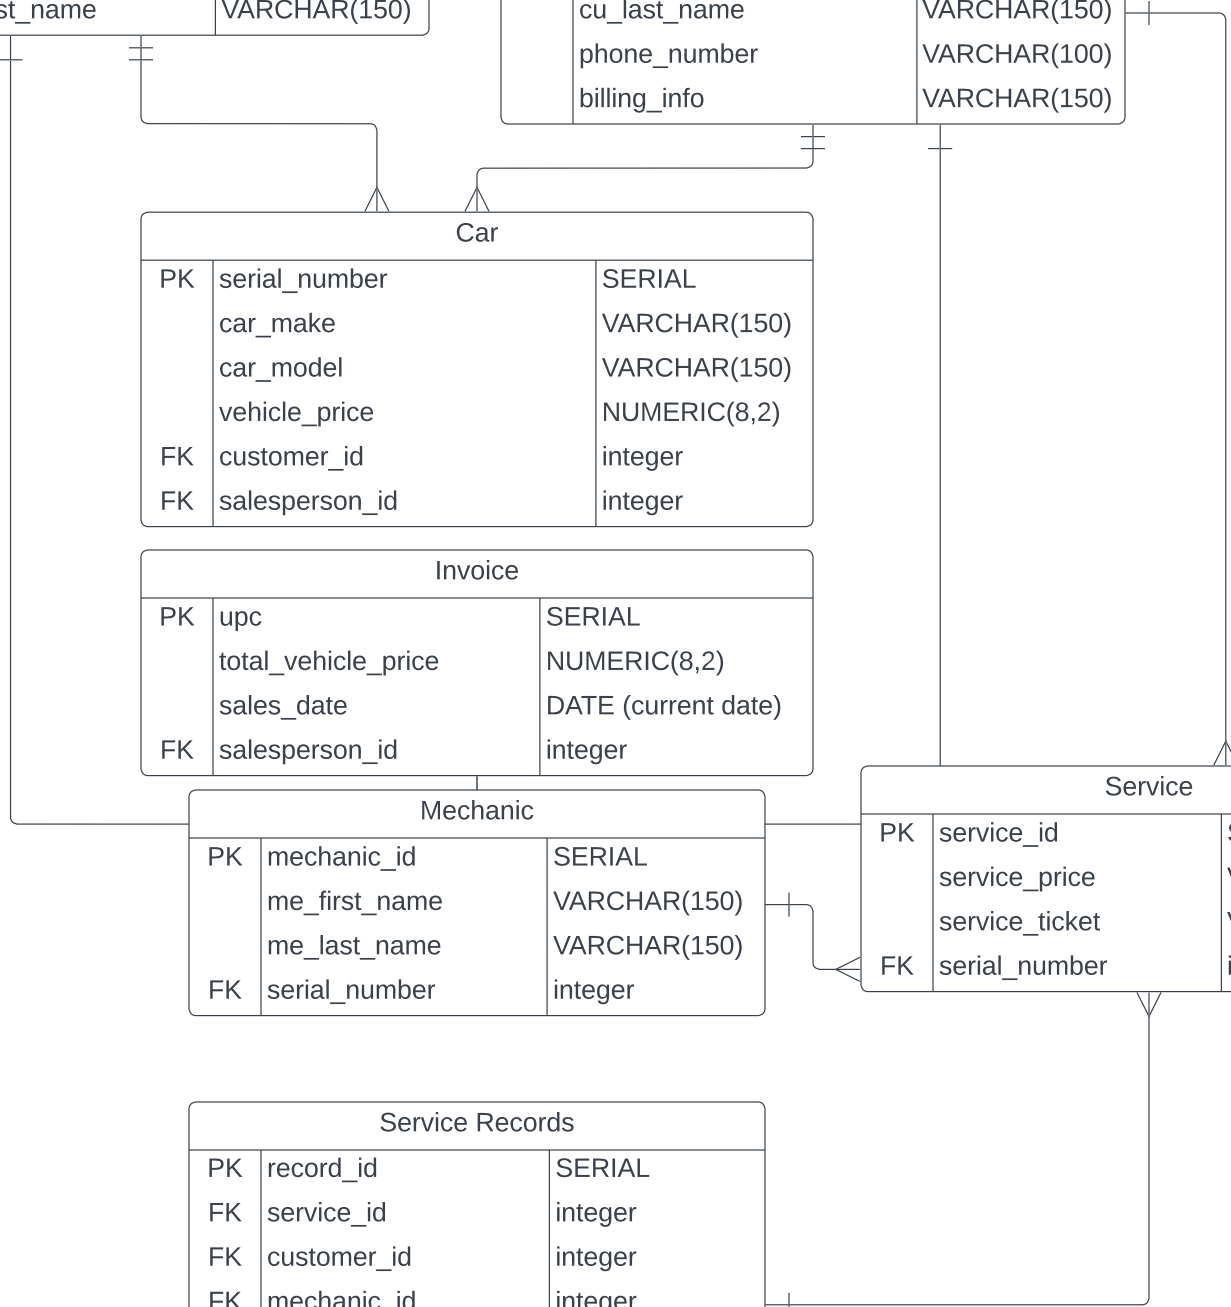 st_name VARCHAR(150)
cu_last_name VARCHAR(150)
phone_number VARCHAR(100)
billing_info VARCHAR(150)
Car
PK serial_number SERIAL
car_make VARCHAR(150)
car_model VARCHAR(150)
vehicle_price NUMERIC(8,2)
FK customer_id integer
FK salesperson_id integer
Invoice
PK upc SERIAL
total_vehicle_price NUMERIC(8,2)
sales_date DATE (current date)
FK salesperson_id integer
Mechanic
PK mechanic_id SERIAL
me_first_name VARCHAR(150)
me_last_name VARCHAR(150)
FK serial_number integer
Service
PK service_id
service_price
service_ticket
FK serial_number
Service Records
PK record_id SERIAL
FK service_id integer
FK customer_id integer
FK mechanic_id integer